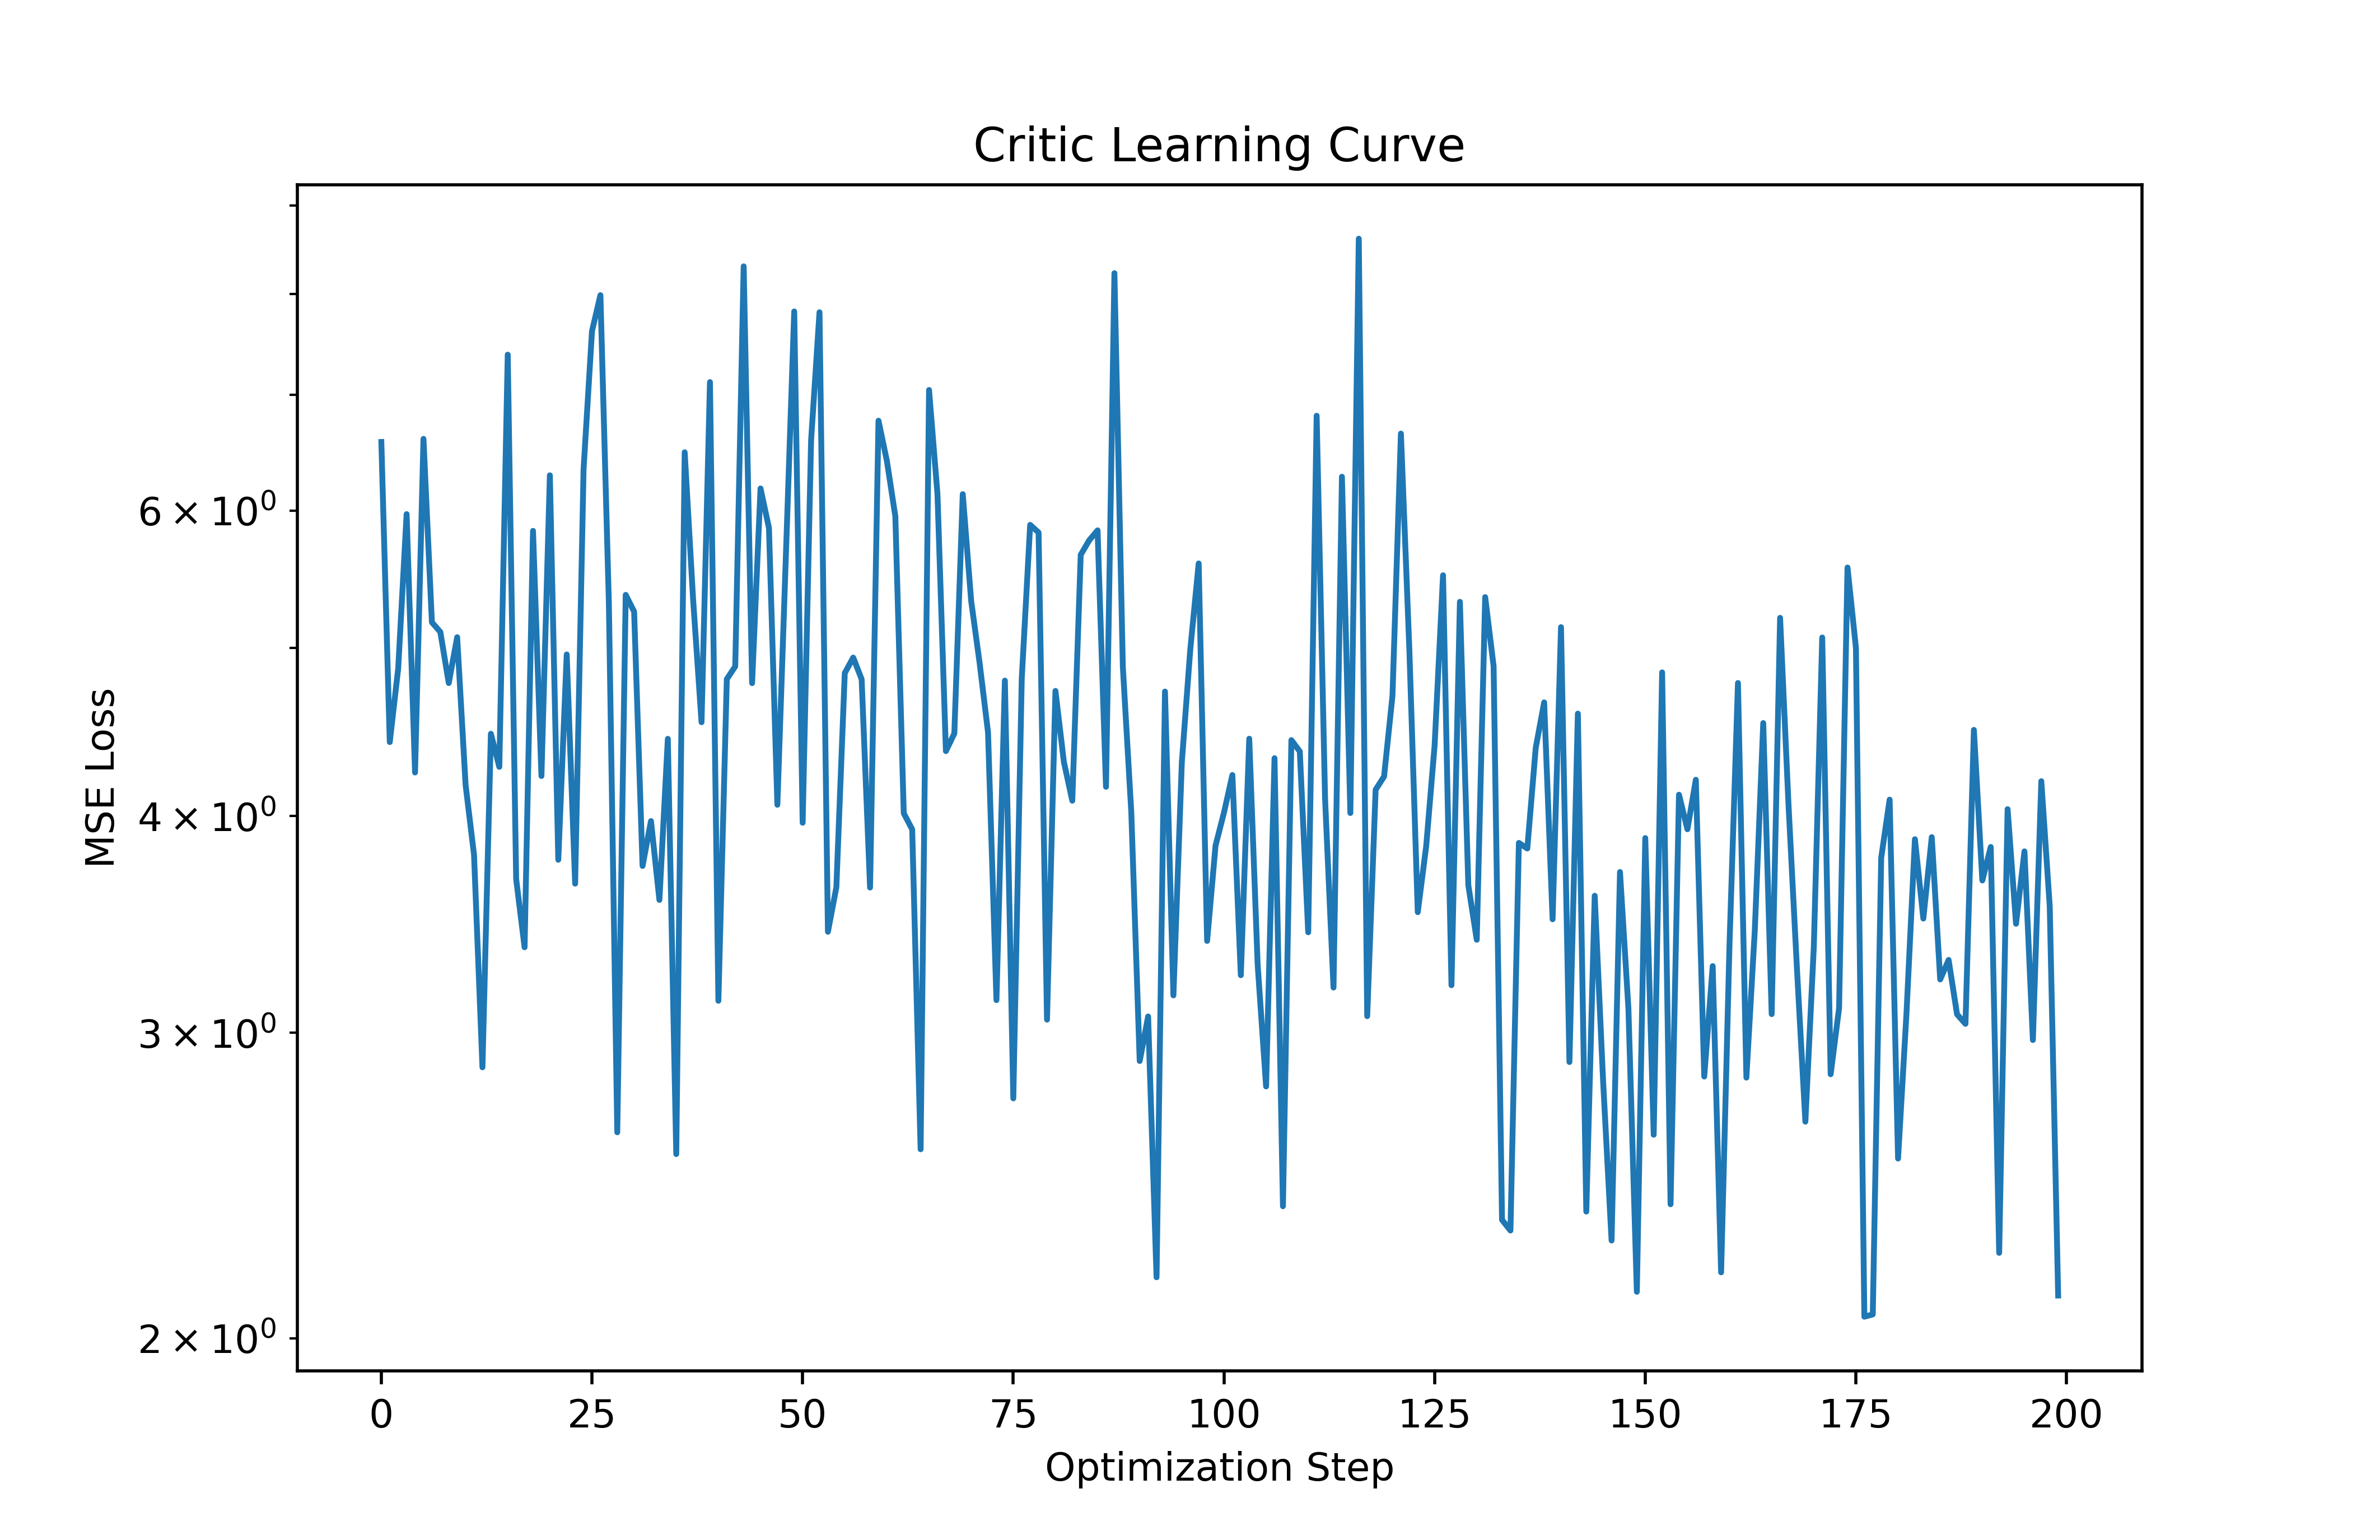 Critic Learning Curve
MSE Loss
6 × 10⁰
4 × 10⁰
3 × 10⁰
2 × 10⁰
0 25 50 75 100 125 150 175 200
Optimization Step